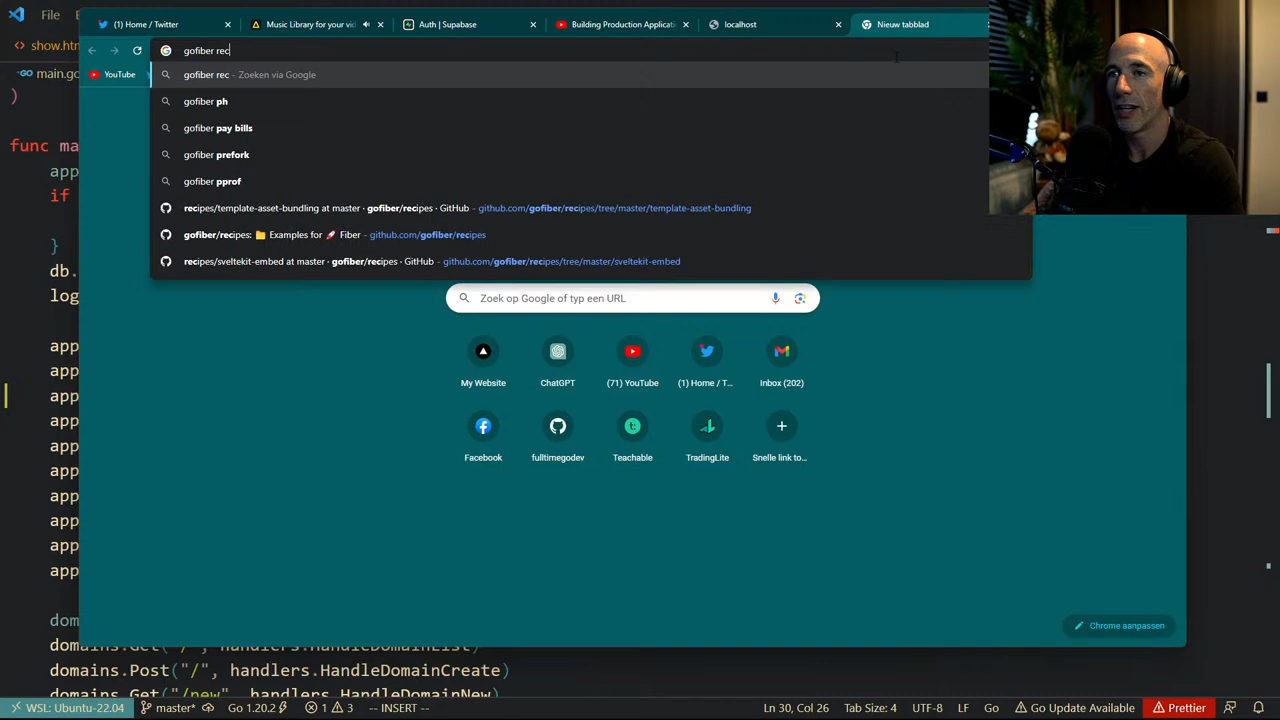 (1) Home / Twitter
Music Library for your vid
Auth | Supabase
Building Production Applicati
localhost
Nieuw tabblad
show.htm
gofiber rec
main.go
YouTube
gofiber rec - Zoeken via Google
)
gofiber ph
gofiber pay bills
func ma
gofiber prefork
app
gofiber pprof
if
recipes/template-asset-bundling at master · gofiber/recipes · GitHub - github.com/gofiber/recipes/tree/master/template-asset-bundling
gofiber/recipes: 📁 Examples for 🚀 Fiber - github.com/gofiber/recipes
}
recipes/sveltekit-embed at master · gofiber/recipes · GitHub - github.com/gofiber/recipes/tree/master/sveltekit-embed
db.
log
Zoek op Google of typ een URL
app
app
My Website
ChatGPT
(71) YouTube
(1) Home / T...
Inbox (202)
app
app
app
Facebook
fulltimegodev
Teachable
TradingLite
Snelle link to...
app
app
app
app
app
dom
Chrome aanpassen
domains.Get("/", handlers.HandleDomainList)
domains.Post("/", handlers.HandleDomainCreate)
domains.Get("/new", handlers.HandleDomainNew)
WSL: Ubuntu-22.04
master*
Go 1.20.2
1 3
-- INSERT --
Ln 30, Col 26
Tab Size: 4
UTF-8
LF
Go
Go Update Available
Prettier